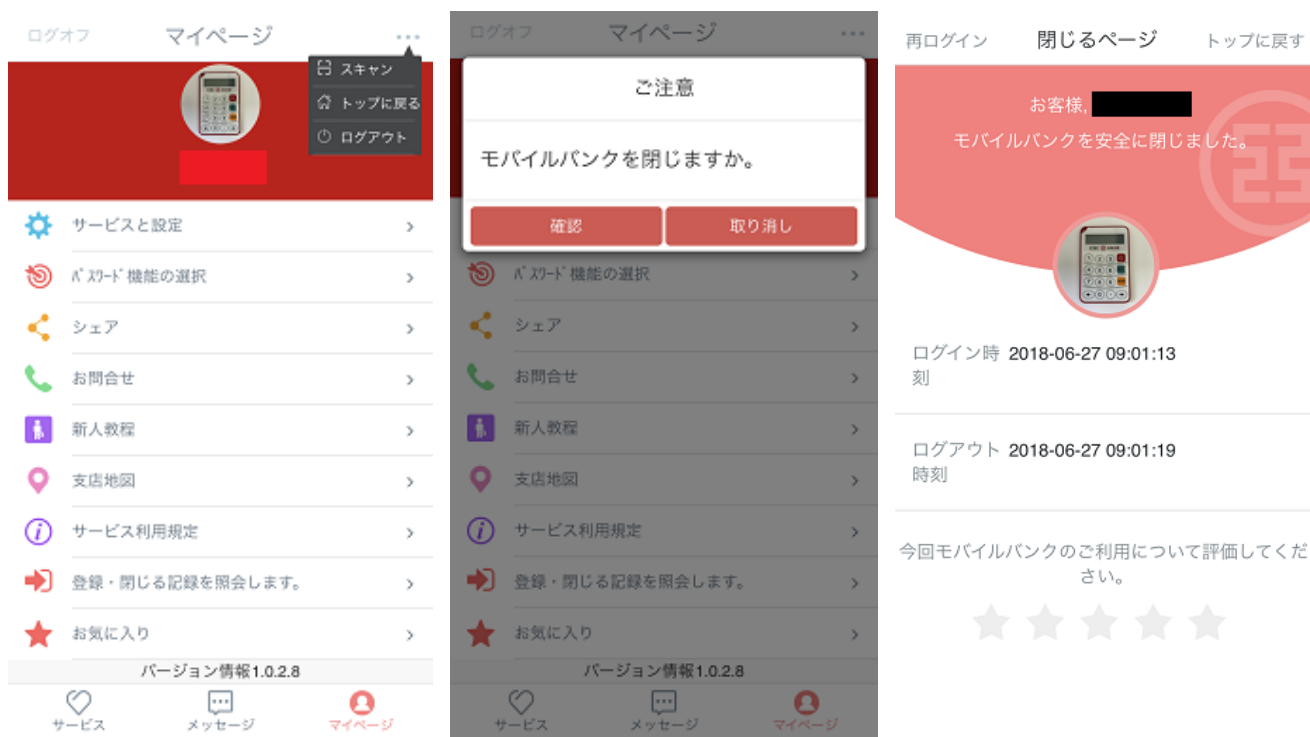 ログオフ
マイページ
スキャン
トップに戻る
ログアウト
サービスと設定
ﾊﾟｽﾜｰﾄﾞ機能の選択
シェア
お問合せ
新人教程
支店地図
サービス利用規定
登録・閉じる記録を照会します。
お気に入り
バージョン情報1.0.2.8
サービス
メッセージ
マイページ
ログオフ
マイページ
ご注意
モバイルバンクを閉じますか。
確認
取り消し
ﾊﾟｽﾜｰﾄﾞ機能の選択
シェア
お問合せ
新人教程
支店地図
サービス利用規定
登録・閉じる記録を照会します。
お気に入り
バージョン情報1.0.2.8
サービス
メッセージ
マイページ
再ログイン
閉じるページ
トップに戻す
お客様,
モバイルバンクを安全に閉じました。
ログイン時刻 2018-06-27 09:01:13
ログアウト時刻 2018-06-27 09:01:19
今回モバイルバンクのご利用について評価してくだ
さい。